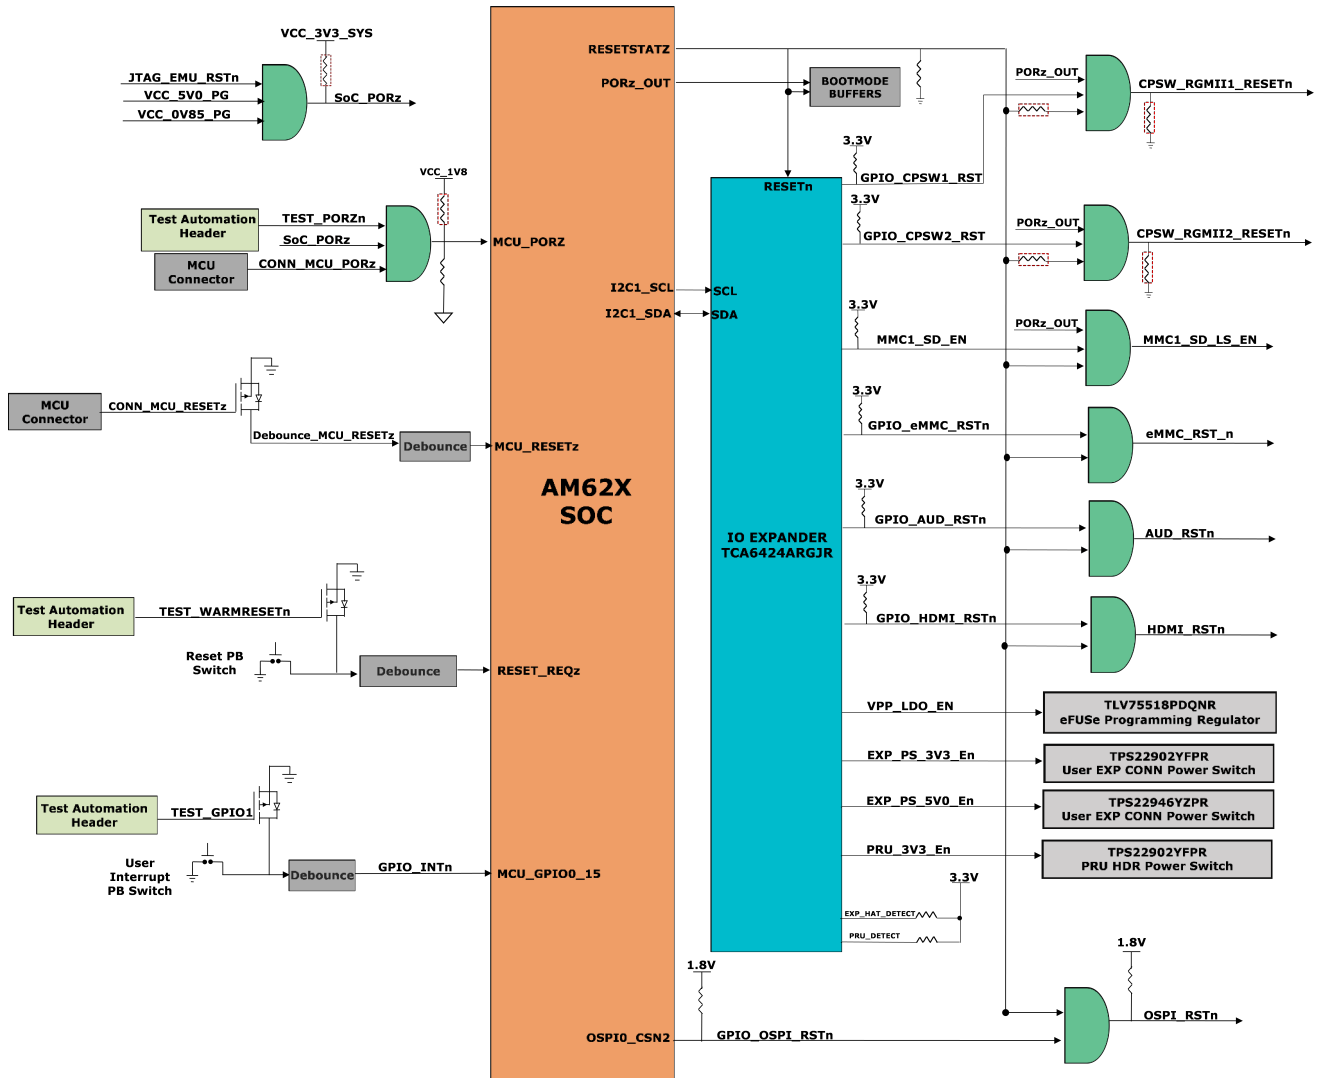 VCC_3V3_SYS
JTAG_EMU_RSTn
VCC_5V0_PG
VCC_0V85_PG
SoC_PORz
VCC_1V8
Test Automation
Header
TEST_PORZn
SoC_PORz
MCU
Connector
CONN_MCU_PORz
MCU
Connector
CONN_MCU_RESETz
Debounce_MCU_RESETz
Debounce
Test Automation
Header
TEST_WARMRESETn
Reset PB
Switch
Debounce
Test Automation
Header
TEST_GPIO1
User
Interrupt
PB Switch
Debounce
GPIO_INTn
RESETSTATZ
PORz_OUT
MCU_PORZ
I2C1_SCL
I2C1_SDA
MCU_RESETz
AM62X
SOC
RESET_REQz
MCU_GPIO0_15
OSPI0_CSN2
BOOTMODE
BUFFERS
RESETn
SCL
SDA
IO EXPANDER
TCA6424ARGJR
3.3V
GPIO_CPSW1_RST
3.3V
GPIO_CPSW2_RST
3.3V
MMC1_SD_EN
3.3V
GPIO_eMMC_RSTn
3.3V
GPIO_AUD_RSTn
3.3V
GPIO_HDMI_RSTn
VPP_LDO_EN
EXP_PS_3V3_En
EXP_PS_5V0_En
PRU_3V3_En
3.3V
EXP_HAT_DETECT
PRU_DETECT
1.8V
GPIO_OSPI_RSTn
PORz_OUT
CPSW_RGMII1_RESETn
PORz_OUT
CPSW_RGMII2_RESETn
PORz_OUT
MMC1_SD_LS_EN
eMMC_RST_n
AUD_RSTn
HDMI_RSTn
TLV75518PDQNR
eFUSe Programming Regulator
TPS22902YFPR
User EXP CONN Power Switch
TPS22946YZPR
User EXP CONN Power Switch
TPS22902YFPR
PRU HDR Power Switch
1.8V
OSPI_RSTn